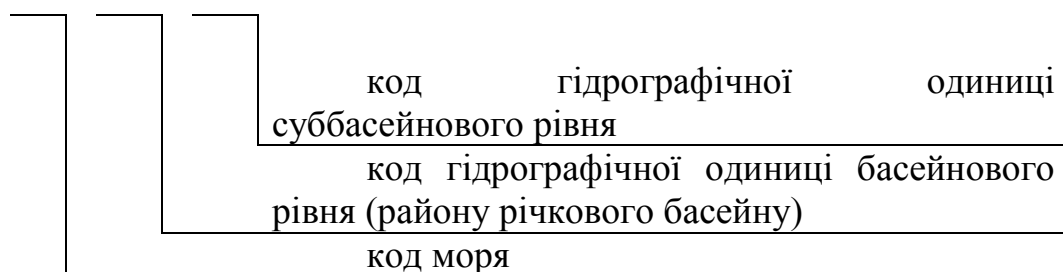 код гідрографічної одиниці
суббасейнового рівня
код гідрографічної одиниці басейнового
рівня (району річкового басейну)
код моря